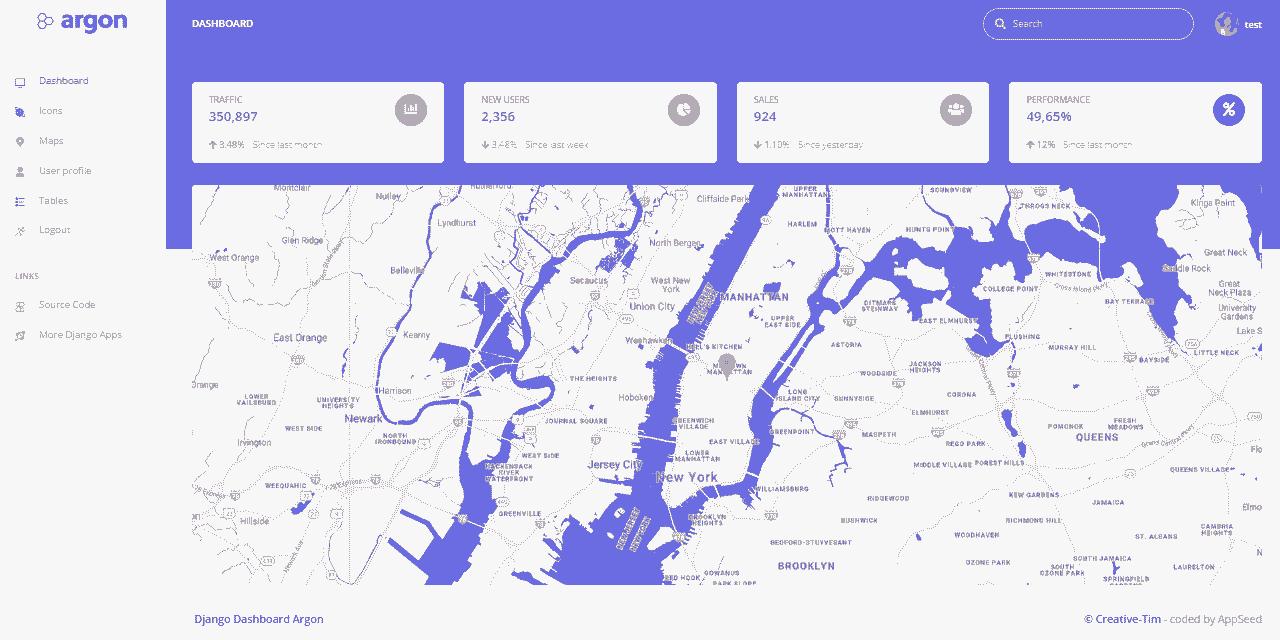 argon
DASHBOARD
Search
test
Dashboard
Icons
Maps
User profile
Tables
Logout
LINKS
Source Code
More Django Apps
TRAFFIC
350,897
3.48% Since last month
NEW USERS
2,356
3.48% Since last week
SALES
924
1.10% Since yesterday
PERFORMANCE
49,65%
12% Since last month
Montclair
Nutley
Rutherford
Cliffside Park
UPPER
MANHATTAN
SOUNDVIEW
THROGS NECK
Kings Point
Lyndhurst
HARLEM
MOTT HAVEN
HUNTS POINT
Glen Ridge
North Bergen
West Orange
Great Neck
Belleville
Secaucus
West New
York
WHITESTONE
Saddle Rock
COLLEGE POINT
Great
Neck Plaza
MANHATTAN
BAY TERRACE
Union City
DITMARS
STEINWAY
University
Gardens
UPPER
EAST SIDE
EAST ELMHURST
East Orange
Kearny
Weehawken
HELL'S KITCHEN
ASTORIA
FLUSHING
MURRAY HILL
LITTLE NECK
BAYSIDE
MIDTOWN
MANHATTAN
JACKSON
HEIGHTS
WOODSIDE
THE HEIGHTS
Orange
Harrison
LOWER
VAILSBURG
UNIVERSITY
HEIGHTS
Hoboken
LONG
ISLAND CITY
SUNNYSIDE
CORONA
ELMHURST
Newark
JOURNAL SQUARE
GREENWICH
VILLAGE
WEST SIDE
POMONOK
FRESH
MEADOWS
GREENPOINT
MASPETH
QUEENS
Irvington
NORTH
IRONBOUND
EAST VILLAGE
REGO PARK
WEST SIDE
LOWER
MANHATTAN
Jersey City
MIDDLE VILLAGE
FOREST HILLS
QUEENS VILLAGE
HACKENSACK
RIVER
WATERFRONT
New York
WEEQUAHIC
WILLIAMSBURG
RIDGEWOOD
KEW GARDENS
JAMAICA
Hillside
GREENVILLE
NEW JERSEY
NEW YORK
BROOKLYN
HEIGHTS
BUSHWICK
RICHMOND HILL
CAMBRIA
HEIGHTS
WOODHAVEN
ST. ALBANS
BEDFORD-STUYVESANT
BROOKLYN
OZONE PARK
SOUTH JAMAICA
SOUTH
OZONE PARK
LAURELTON
RED HOOK
GOWANUS
PARK SLOPE
SPRINGFIELD
GARDENS
Django Dashboard Argon
© Creative-Tim - coded by AppSeed